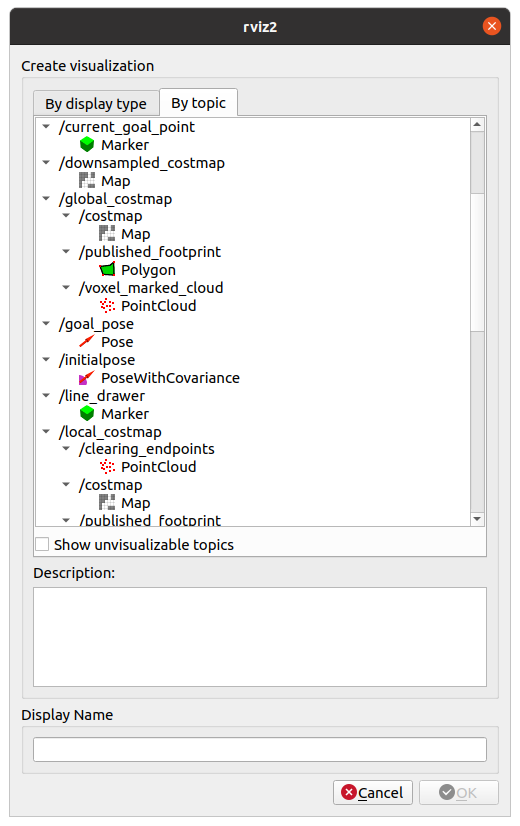 rviz2
Create visualization
By display type By topic
/current_goal_point
Marker
/downsampled_costmap
Map
/global_costmap
/costmap
Map
/published_footprint
Polygon
/voxel_marked_cloud
PointCloud
/goal_pose
Pose
/initialpose
PoseWithCovariance
/line_drawer
Marker
/local_costmap
/clearing_endpoints
PointCloud
/costmap
Map
/published_footprint
Show unvisualizable topics
Description:
Display Name
Cancel OK